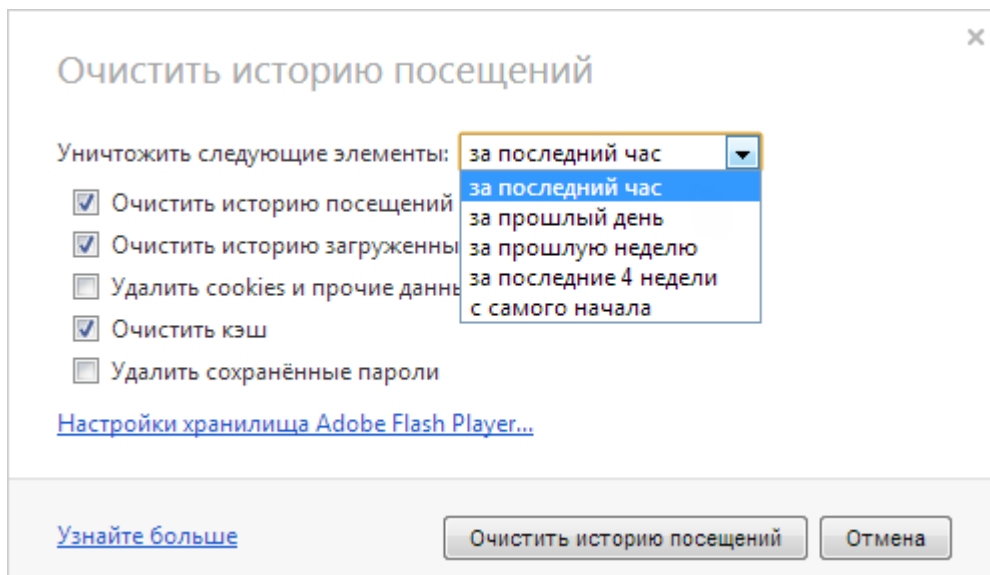 Очистить историю посещений
Уничтожить следующие элементы: за последний час
за последний час
Очистить историю посещений
за прошлый день
Очистить историю
за прошлую неделю
Удалить cookies и прочие
за последние 4 недели
с самого начала
Очистить кэш
Удалить сохранённые пароли
Настройки хранилища Adobe Flash Player...
Узнайте больше
Очистить историю посещений
Отмена